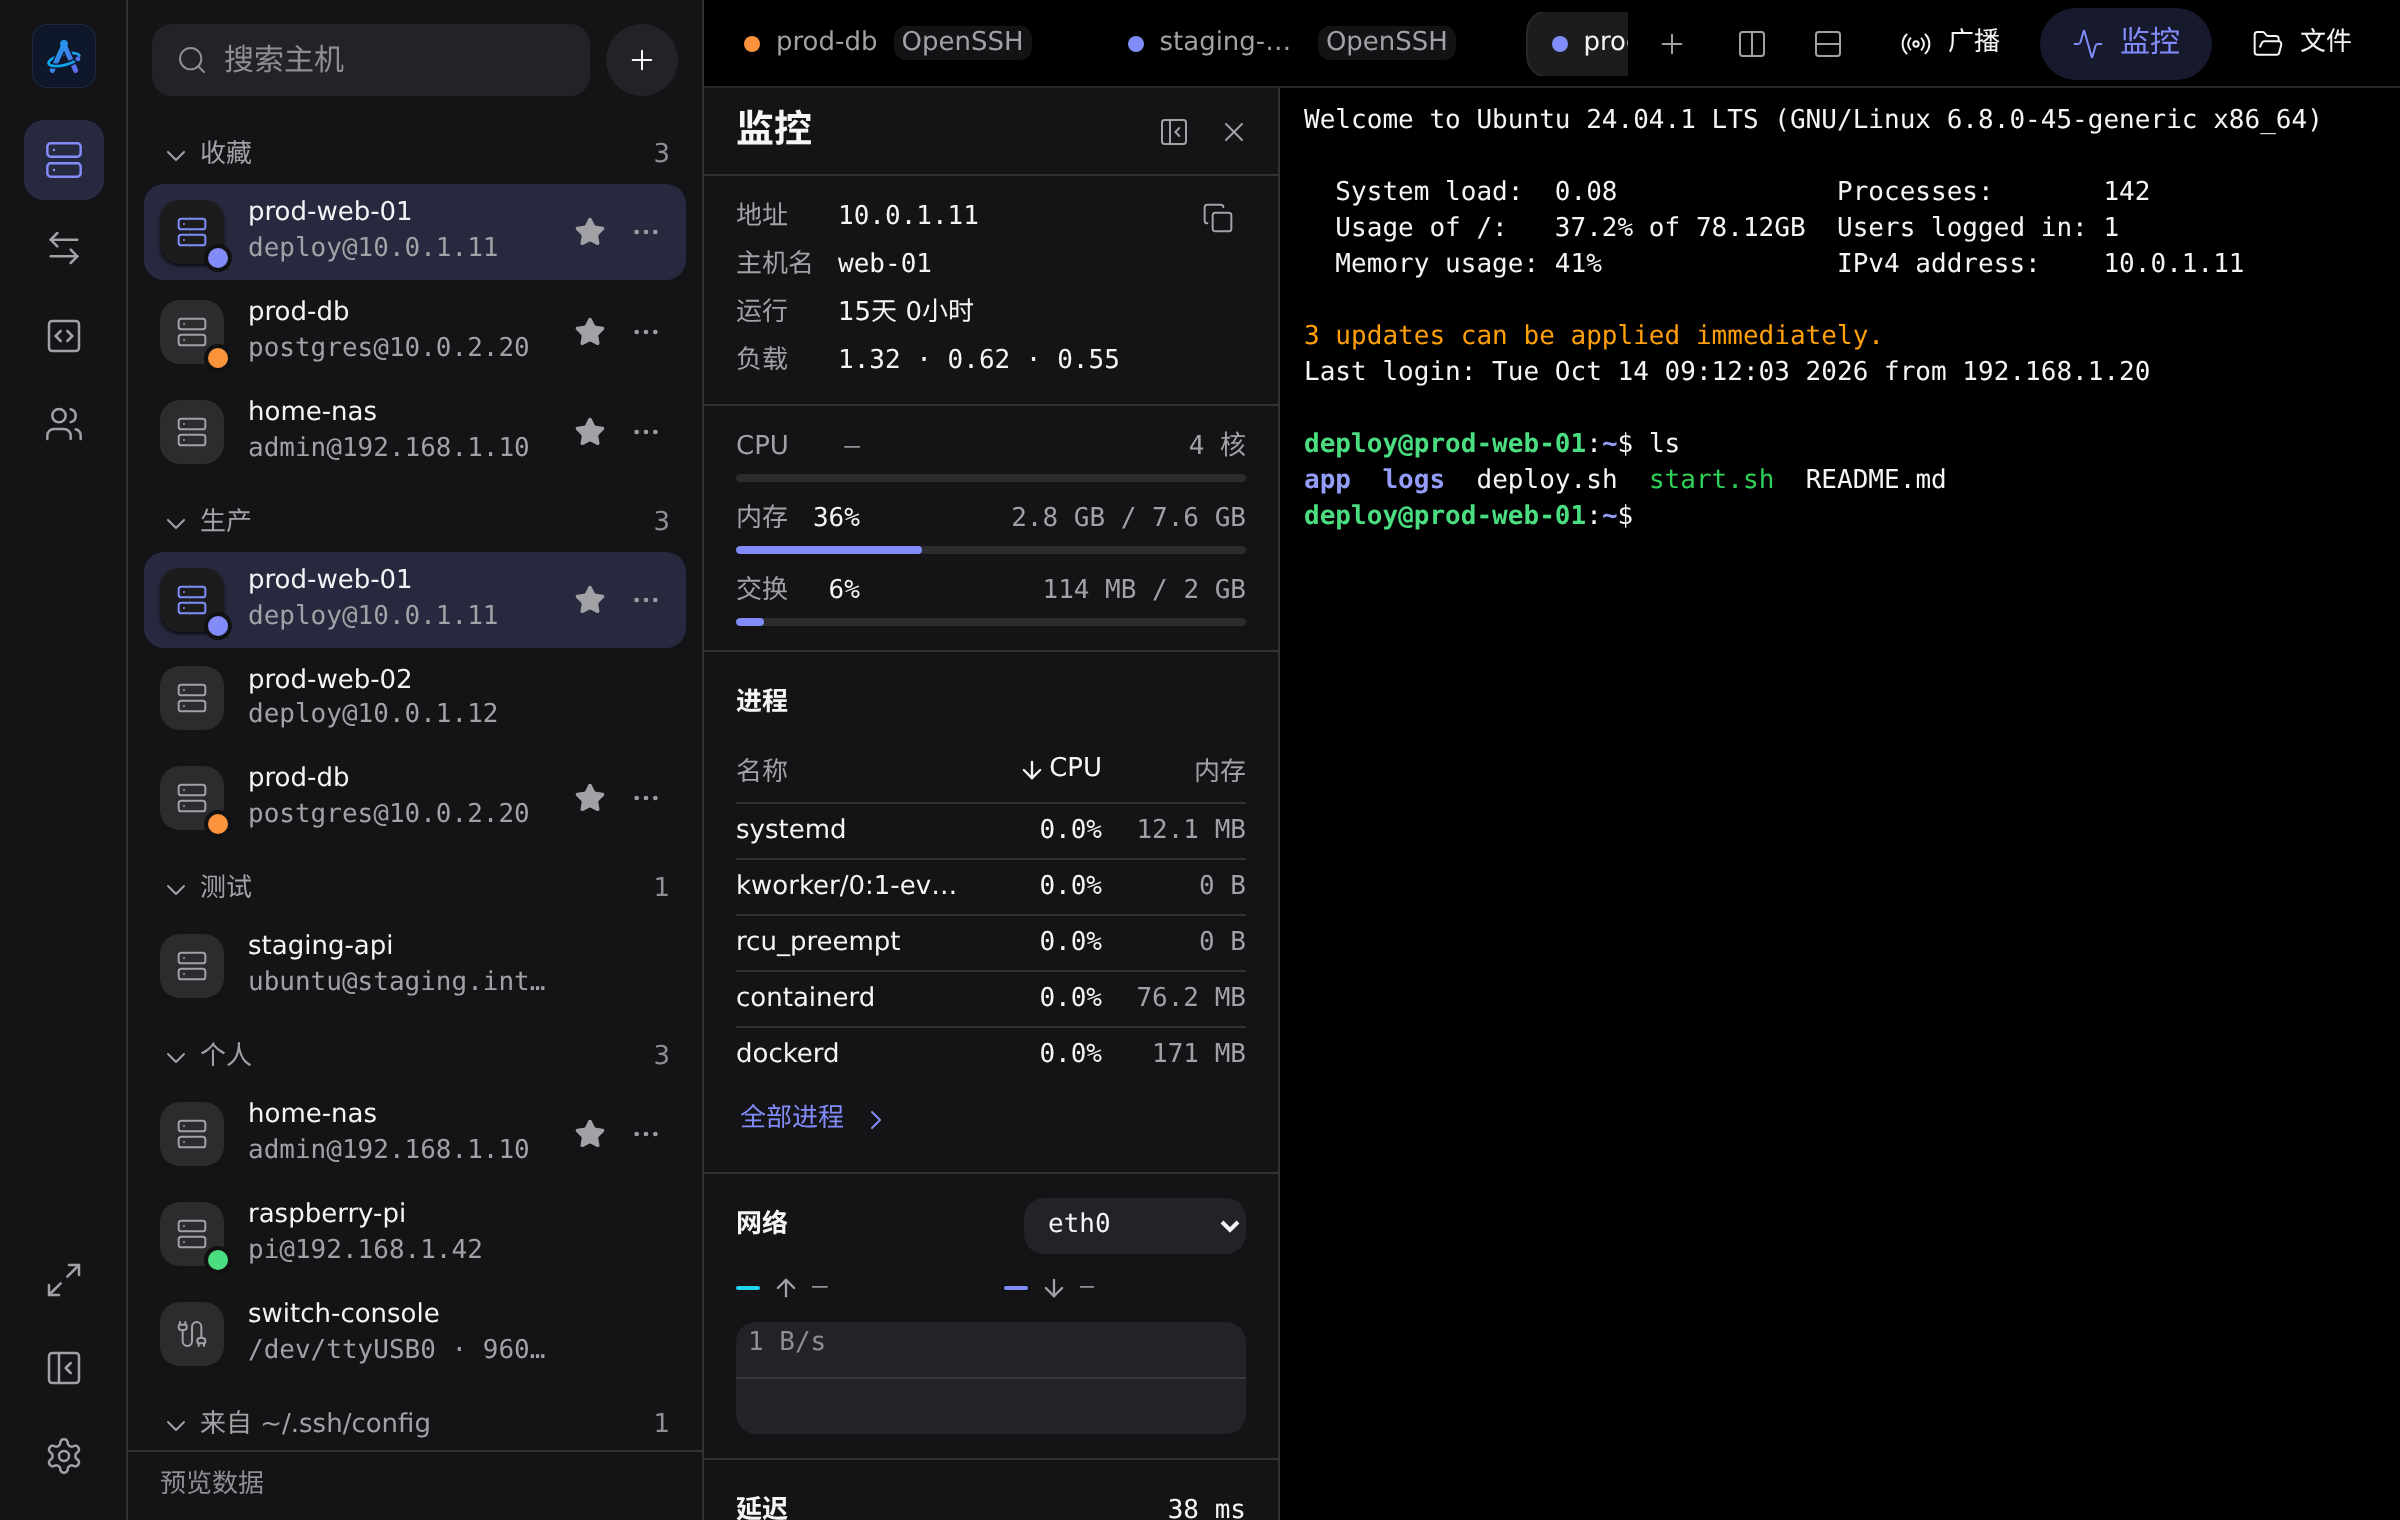 搜索主机
收藏 3
prod-web-01
deploy@10.0.1.11
prod-db
postgres@10.0.2.20
home-nas
admin@192.168.1.10
生产 3
prod-web-01
deploy@10.0.1.11
prod-web-02
deploy@10.0.1.12
prod-db
postgres@10.0.2.20
测试 1
staging-api
ubuntu@staging.int…
个人 3
home-nas
admin@192.168.1.10
raspberry-pi
pi@192.168.1.42
switch-console
/dev/ttyUSB0 · 960…
来自 ~/.ssh/config 1
预览数据
prod-db OpenSSH staging-… OpenSSH 广播 监控 文件
监控
地址 10.0.1.11
主机名 web-01
运行 15天 0小时
负载 1.32 · 0.62 · 0.55
CPU – 4 核
内存 36% 2.8 GB / 7.6 GB
交换 6% 114 MB / 2 GB
进程
名称 CPU 内存
systemd 0.0% 12.1 MB
kworker/0:1-ev… 0.0% 0 B
rcu_preempt 0.0% 0 B
containerd 0.0% 76.2 MB
dockerd 0.0% 171 MB
全部进程
网络 eth0
↑ – ↓ –
1 B/s
延迟 38 ms
Welcome to Ubuntu 24.04.1 LTS (GNU/Linux 6.8.0-45-generic x86_64)
System load: 0.08 Processes: 142
Usage of /: 37.2% of 78.12GB Users logged in: 1
Memory usage: 41% IPv4 address: 10.0.1.11
3 updates can be applied immediately.
Last login: Tue Oct 14 09:12:03 2026 from 192.168.1.20
deploy@prod-web-01:~$ ls
app logs deploy.sh start.sh README.md
deploy@prod-web-01:~$